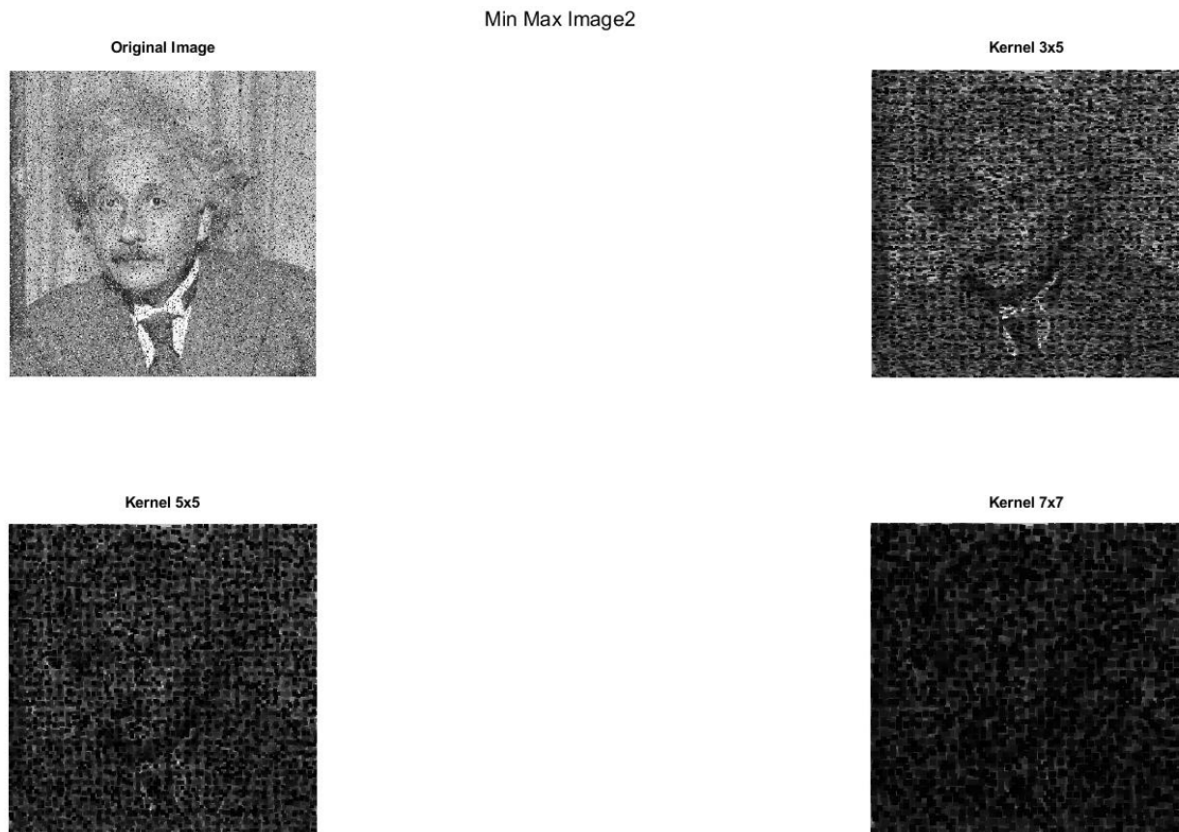 Min Max Image2
Original Image
Kernel 3x5
Kernel 5x5
Kernel 7x7